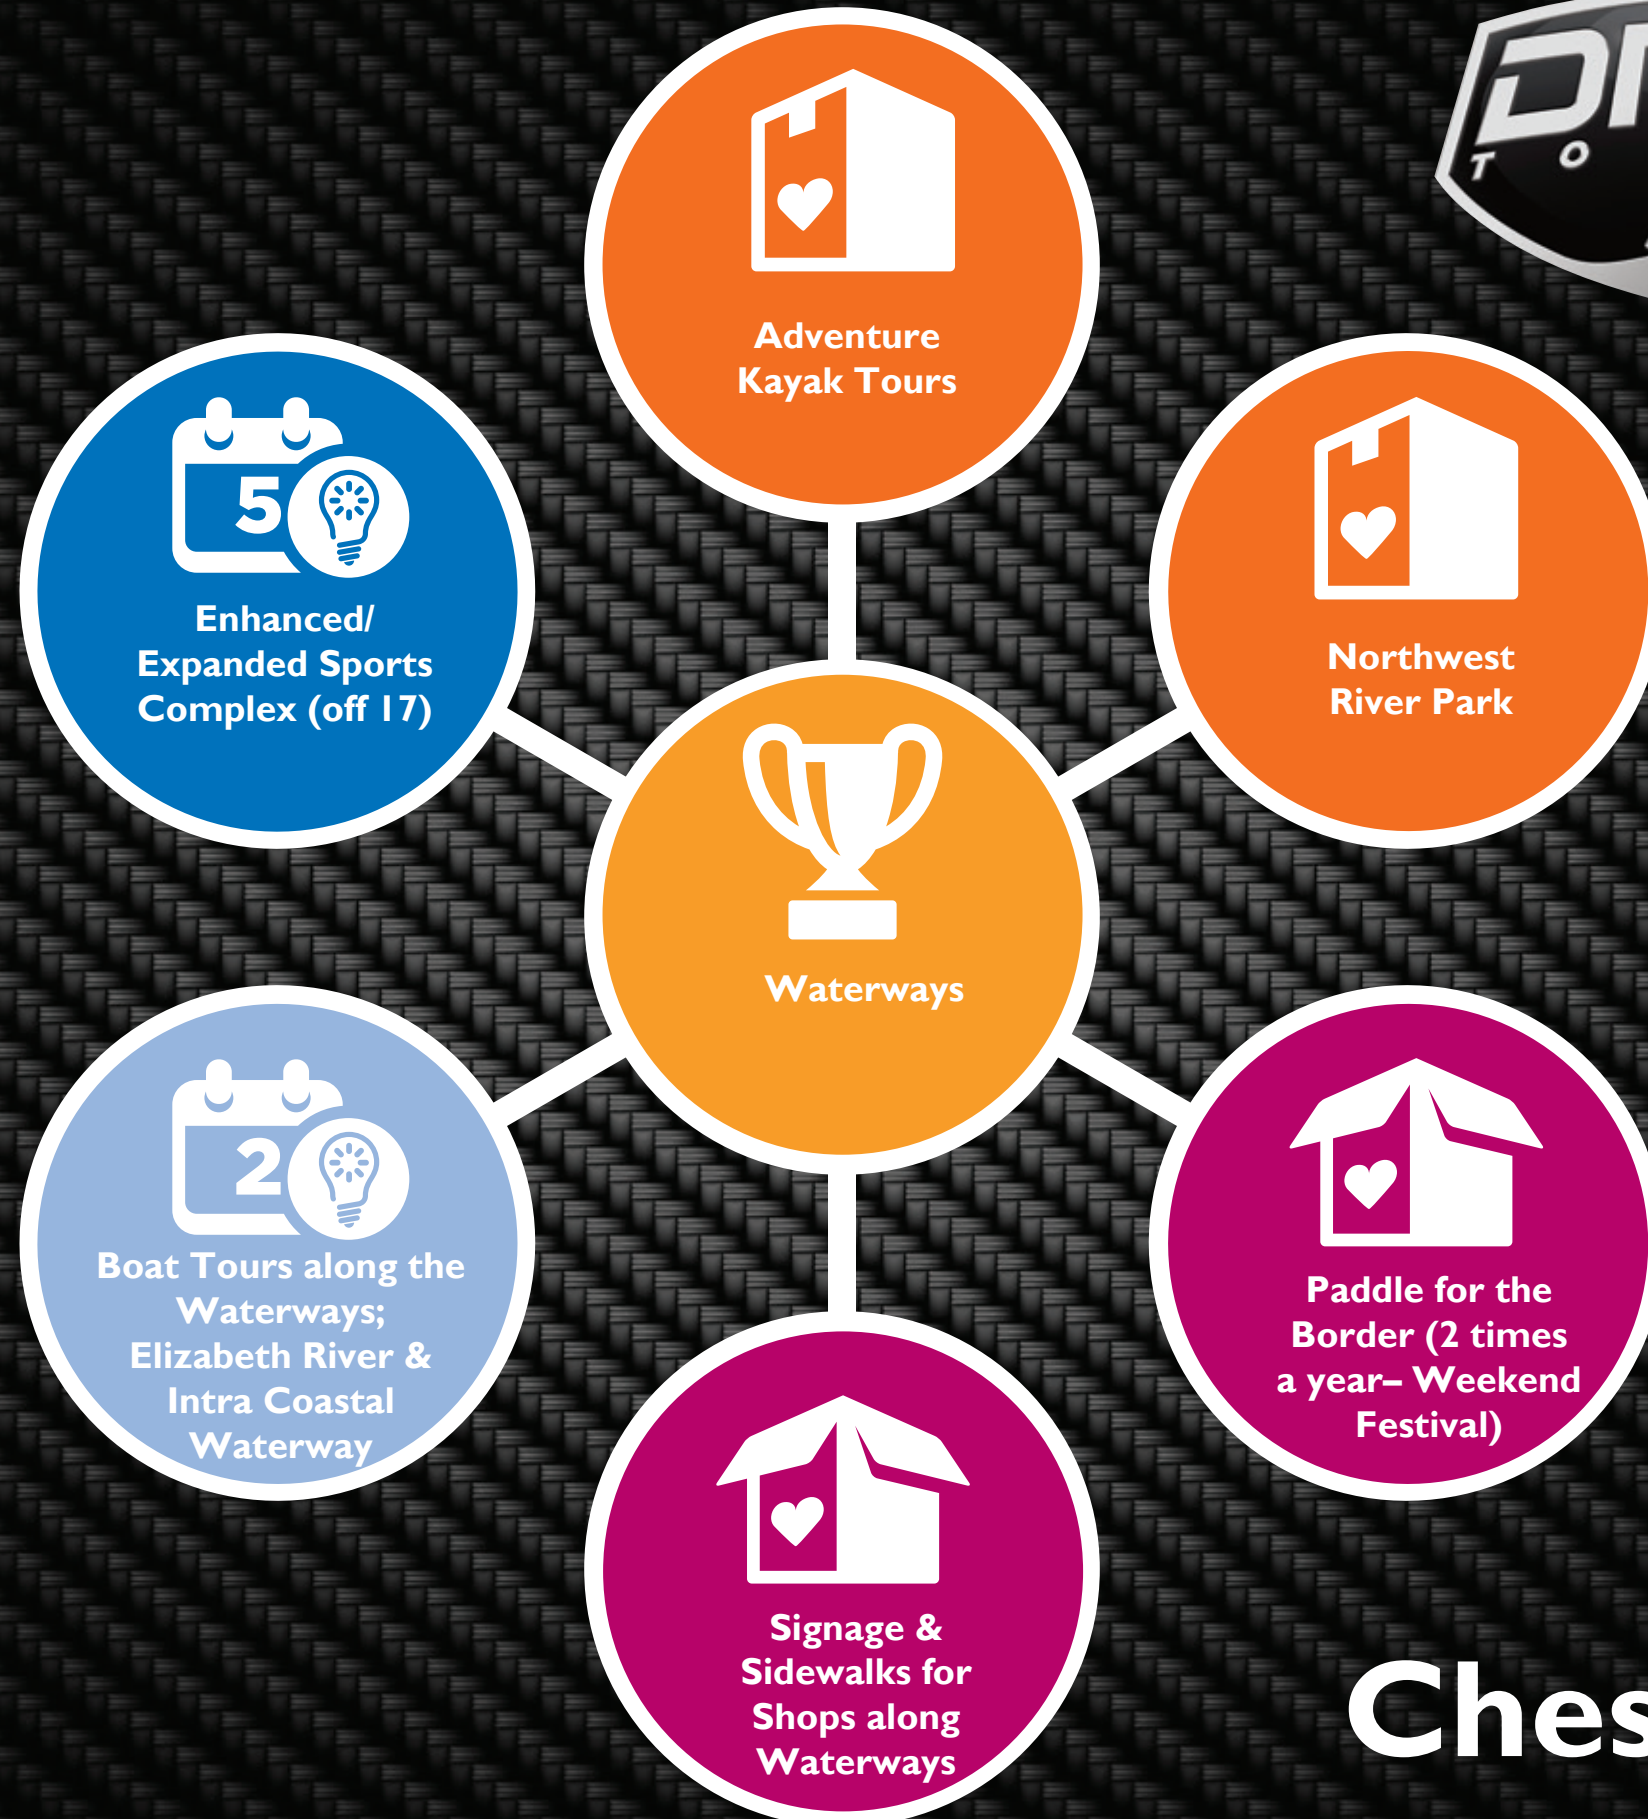 Adventure
Kayak Tours
5
Enhanced/
Expanded Sports
Complex (off 17)
Northwest
River Park
Waterways
2
Boat Tours along the
Waterways;
Elizabeth River &
Intra Coastal
Waterway
Paddle for the
Border (2 times
a year– Weekend
Festival)
Signage &
Sidewalks for
Shops along
Waterways
Ches